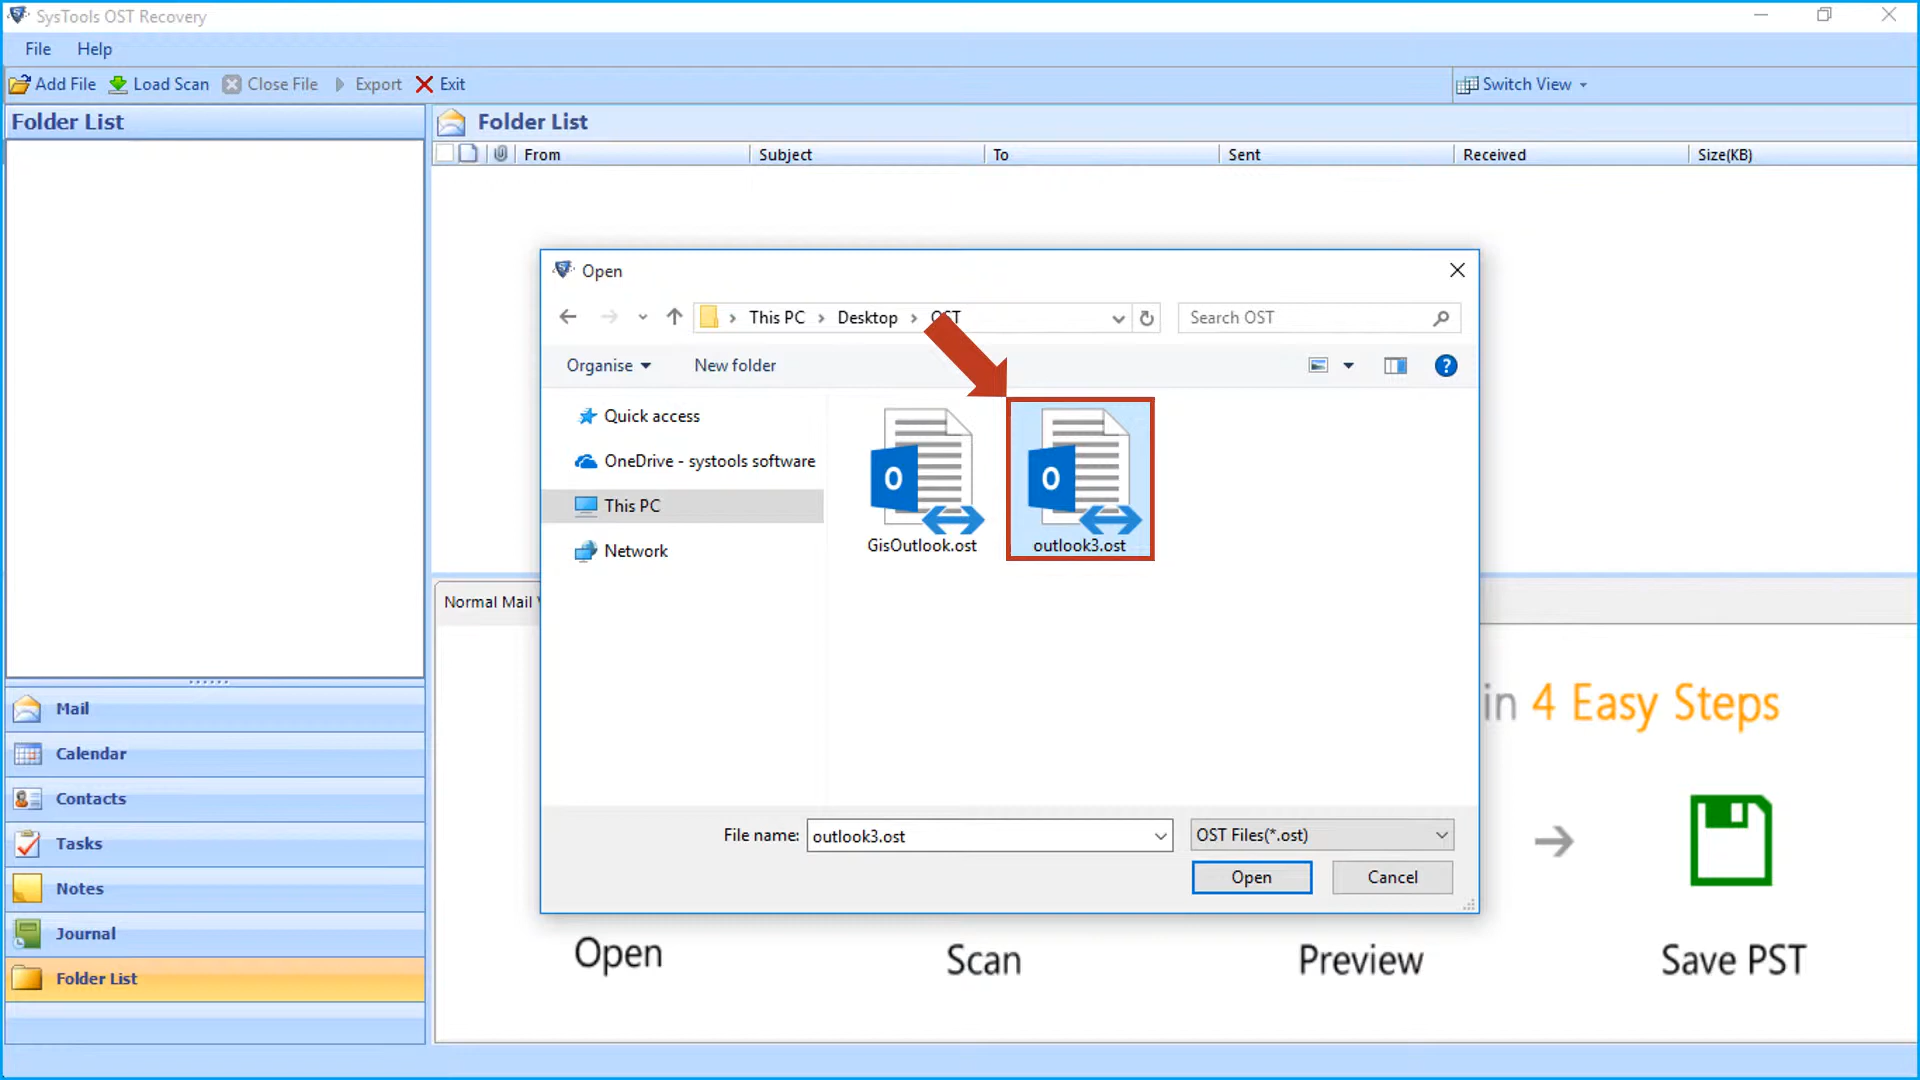 SysTools OST Recovery
File Help
Add File Load Scan Close File Export Exit Switch View
Folder List
Folder List
From Subject To Sent Received Size(KB)
Open
This PC Desktop OST Search OST
Organise New folder
Quick access
OneDrive - systools software
This PC
Network
GisOutlook.ost outlook3.ost
Normal Mail
in 4 Easy Steps
Mail
Calendar
Contacts
Tasks
Notes
Journal
Folder List
File name: outlook3.ost OST Files(*.ost)
Open Cancel
Open Scan Preview Save PST